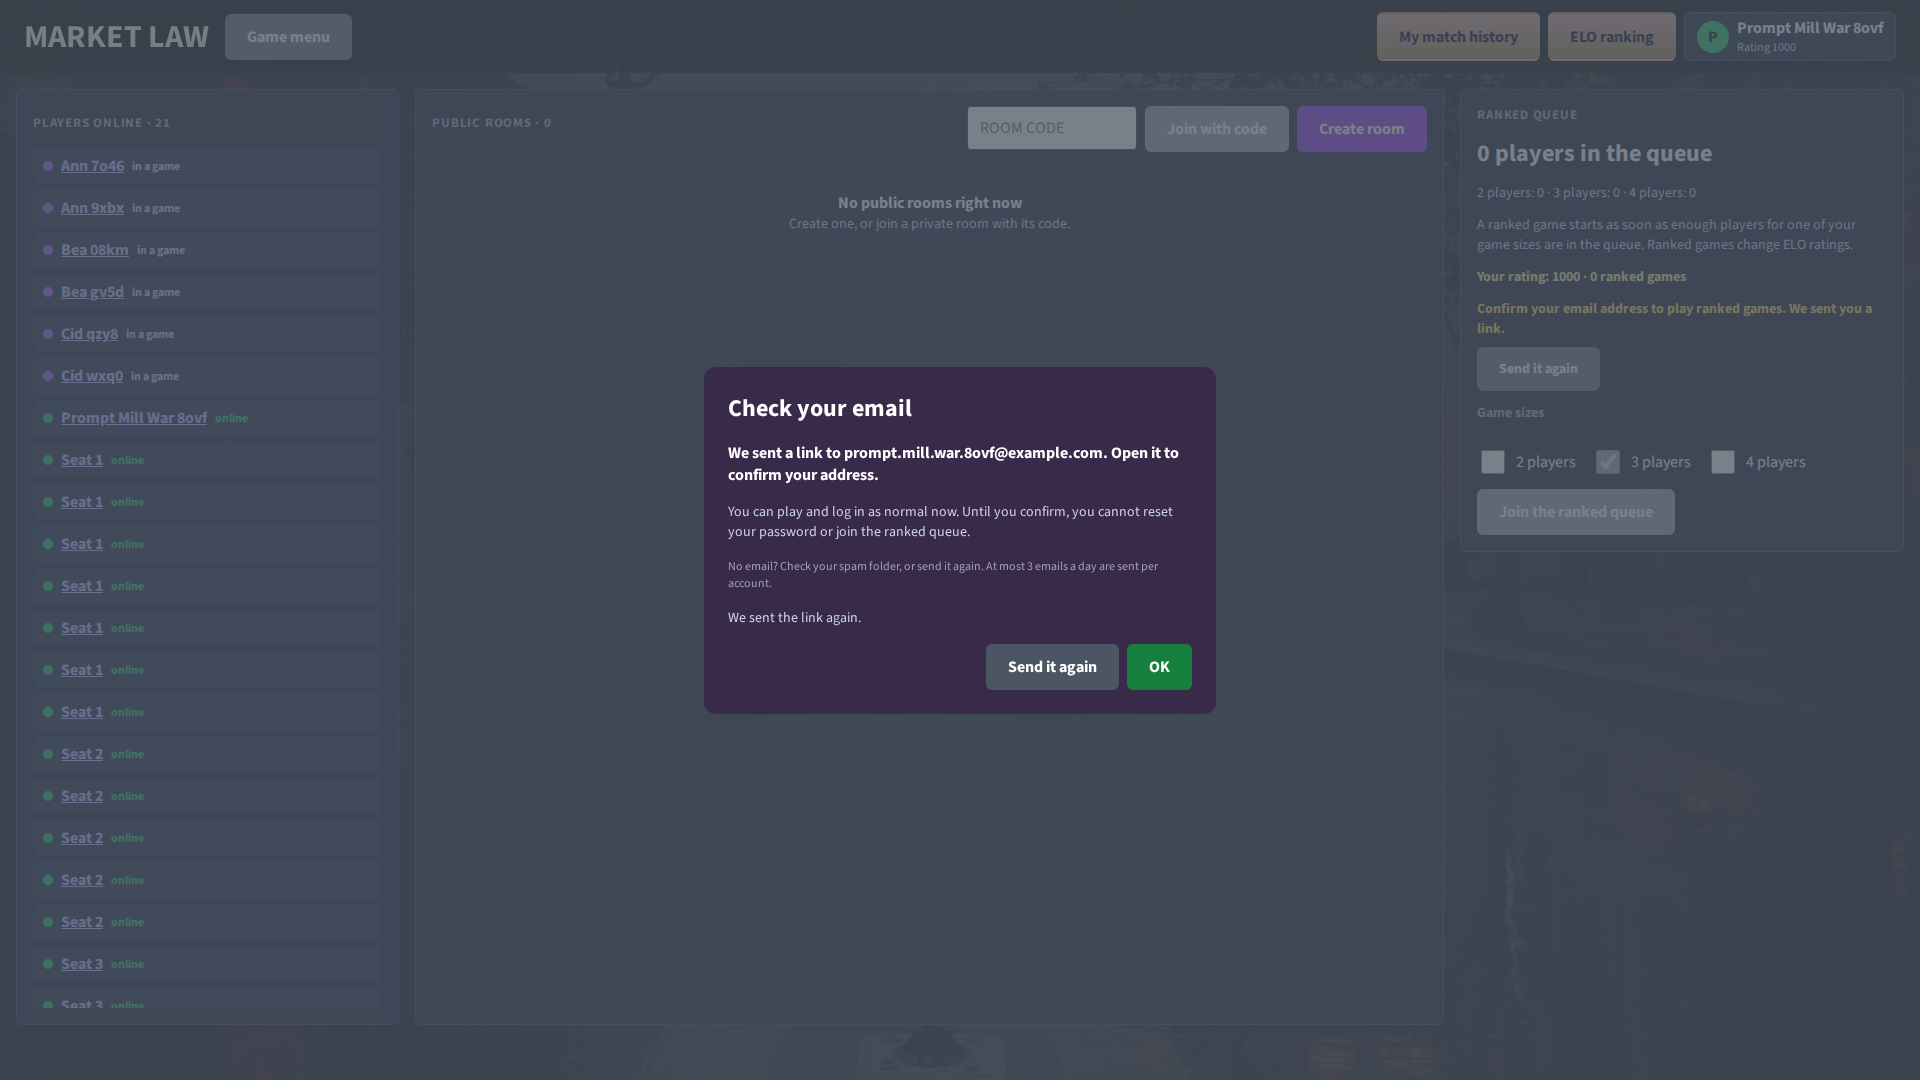 MARKET LAW
Game menu
My match history
ELO ranking
P
Prompt Mill War 8ovf
Rating 1000
PLAYERS ONLINE · 21
Ann 7o46 in a game
Ann 9xbx in a game
Bea 08km in a game
Bea gv5d in a game
Cid qzy8 in a game
Cid wxq0 in a game
Prompt Mill War 8ovf online
Seat 1 online
Seat 1 online
Seat 1 online
Seat 1 online
Seat 1 online
Seat 1 online
Seat 1 online
Seat 2 online
Seat 2 online
Seat 2 online
Seat 2 online
Seat 2 online
Seat 3 online
Seat 3 online
PUBLIC ROOMS · 0
ROOM CODE
Join with code
Create room
No public rooms right now
Create one, or join a private room with its code.
Check your email
We sent a link to prompt.mill.war.8ovf@example.com. Open it to
confirm your address.
You can play and log in as normal now. Until you confirm, you cannot reset
your password or join the ranked queue.
No email? Check your spam folder, or send it again. At most 3 emails a day are sent per
account.
We sent the link again.
Send it again
OK
RANKED QUEUE
0 players in the queue
2 players: 0 · 3 players: 0 · 4 players: 0
A ranked game starts as soon as enough players for one of your
game sizes are in the queue. Ranked games change ELO ratings.
Your rating: 1000 · 0 ranked games
Confirm your email address to play ranked games. We sent you a
link.
Send it again
Game sizes
2 players
3 players
4 players
Join the ranked queue